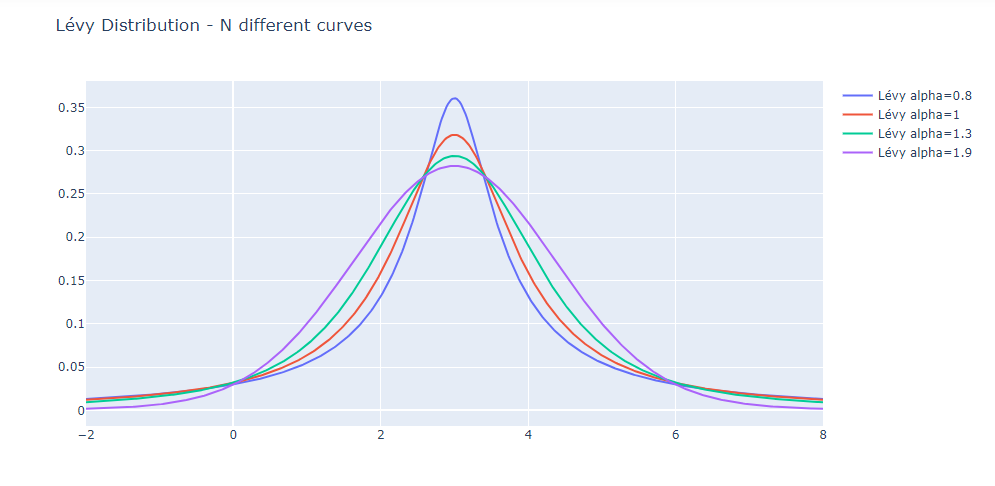 Lévy Distribution - N different curves
0.35
0.3
0.25
0.2
0.15
0.1
0.05
0
−2
0
2
4
6
8
Lévy alpha=0.8
Lévy alpha=1
Lévy alpha=1.3
Lévy alpha=1.9